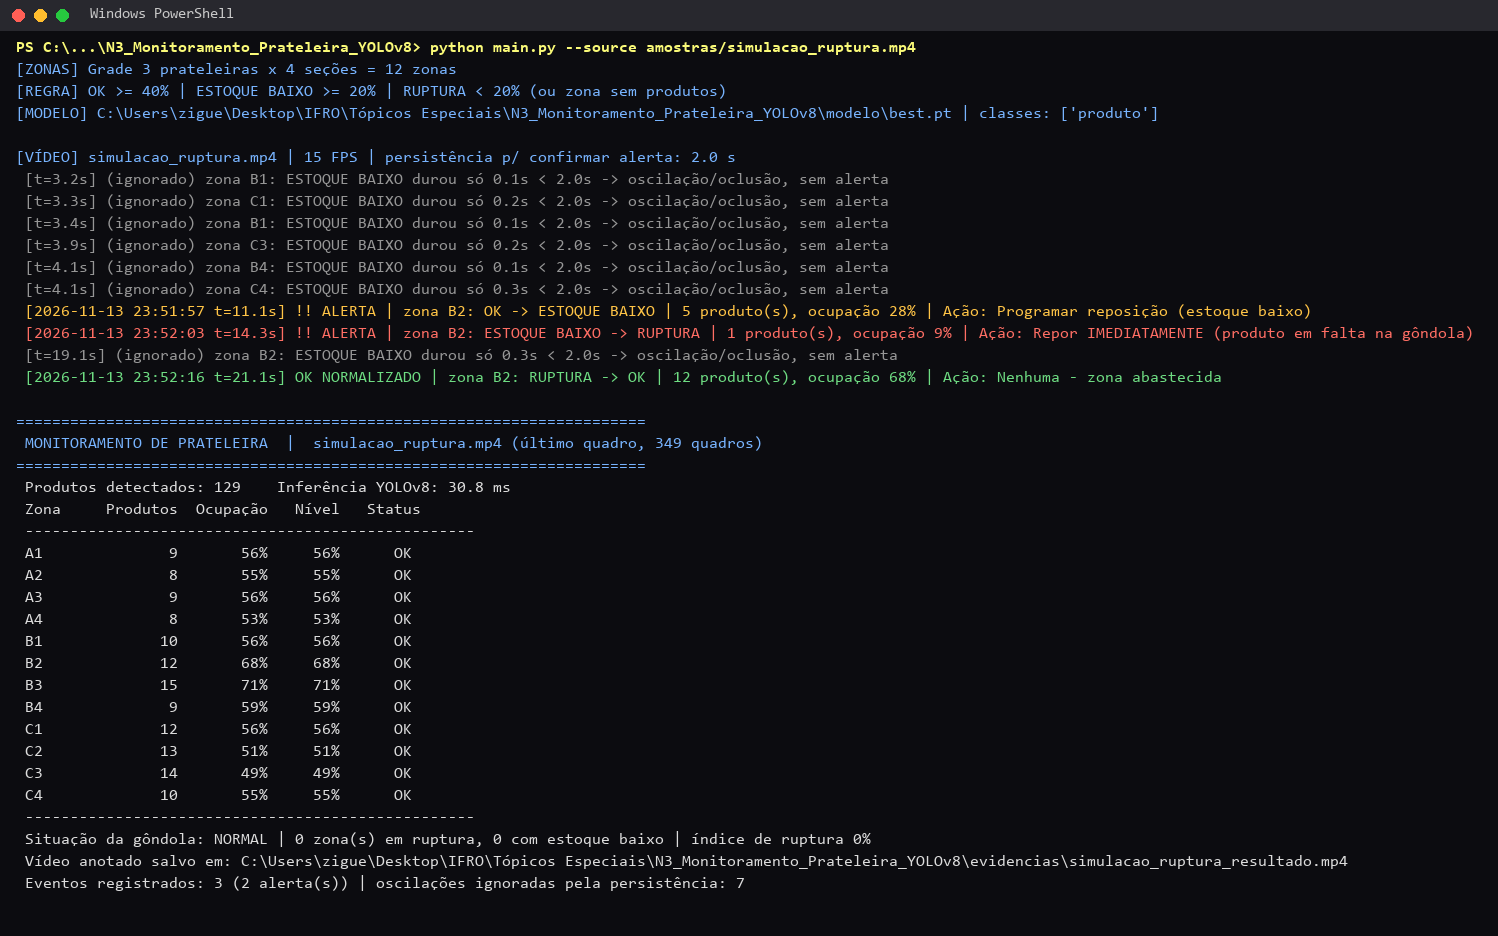 Windows PowerShell
PS C:\...\N3_Monitoramento_Prateleira_YOLOv8> python main.py --source amostras/simulacao_ruptura.mp4
[ZONAS] Grade 3 prateleiras x 4 seções = 12 zonas
[REGRA] OK >= 40% | ESTOQUE BAIXO >= 20% | RUPTURA < 20% (ou zona sem produtos)
[MODELO] C:\Users\zigue\Desktop\IFRO\Tópicos Especiais\N3_Monitoramento_Prateleira_YOLOv8\modelo\best.pt | classes: ['produto']
[VÍDEO] simulacao_ruptura.mp4 | 15 FPS | persistência p/ confirmar alerta: 2.0 s
[t=3.2s] (ignorado) zona B1: ESTOQUE BAIXO durou só 0.1s < 2.0s -> oscilação/oclusão, sem alerta
[t=3.3s] (ignorado) zona C1: ESTOQUE BAIXO durou só 0.2s < 2.0s -> oscilação/oclusão, sem alerta
[t=3.4s] (ignorado) zona B1: ESTOQUE BAIXO durou só 0.1s < 2.0s -> oscilação/oclusão, sem alerta
[t=3.9s] (ignorado) zona C3: ESTOQUE BAIXO durou só 0.2s < 2.0s -> oscilação/oclusão, sem alerta
[t=4.1s] (ignorado) zona B4: ESTOQUE BAIXO durou só 0.1s < 2.0s -> oscilação/oclusão, sem alerta
[t=4.1s] (ignorado) zona C4: ESTOQUE BAIXO durou só 0.3s < 2.0s -> oscilação/oclusão, sem alerta
[2026-11-13 23:51:57 t=11.1s] !! ALERTA | zona B2: OK -> ESTOQUE BAIXO | 5 produto(s), ocupação 28% | Ação: Programar reposição (estoque baixo)
[2026-11-13 23:52:03 t=14.3s] !! ALERTA | zona B2: ESTOQUE BAIXO -> RUPTURA | 1 produto(s), ocupação 9% | Ação: Repor IMEDIATAMENTE (produto em falta na gôndola)
[t=19.1s] (ignorado) zona B2: ESTOQUE BAIXO durou só 0.3s < 2.0s -> oscilação/oclusão, sem alerta
[2026-11-13 23:52:16 t=21.1s] OK NORMALIZADO | zona B2: RUPTURA -> OK | 12 produto(s), ocupação 68% | Ação: Nenhuma - zona abastecida
======================================================================
MONITORAMENTO DE PRATELEIRA | simulacao_ruptura.mp4 (último quadro, 349 quadros)
======================================================================
Produtos detectados: 129    Inferência YOLOv8: 30.8 ms
Zona     Produtos  Ocupação   Nível   Status
--------------------------------------------------
A1              9       56%     56%      OK
A2              8       55%     55%      OK
A3              9       56%     56%      OK
A4              8       53%     53%      OK
B1             10       56%     56%      OK
B2             12       68%     68%      OK
B3             15       71%     71%      OK
B4              9       59%     59%      OK
C1             12       56%     56%      OK
C2             13       51%     51%      OK
C3             14       49%     49%      OK
C4             10       55%     55%      OK
--------------------------------------------------
Situação da gôndola: NORMAL | 0 zona(s) em ruptura, 0 com estoque baixo | índice de ruptura 0%
Vídeo anotado salvo em: C:\Users\zigue\Desktop\IFRO\Tópicos Especiais\N3_Monitoramento_Prateleira_YOLOv8\evidencias\simulacao_ruptura_resultado.mp4
Eventos registrados: 3 (2 alerta(s)) | oscilações ignoradas pela persistência: 7